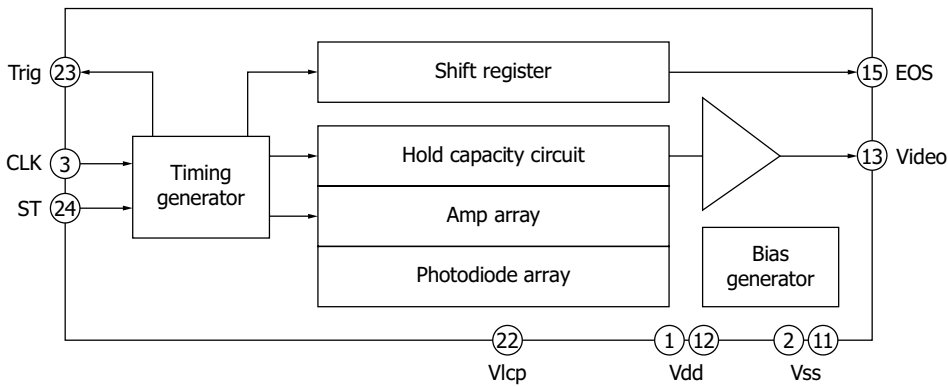 Shift register
Trig 23
15 EOS
CLK 3
Timing
generator
Hold capacity circuit
13 Video
ST 24
Amp array
Photodiode array
Bias
generator
22
1
12
2
11
Vlcp
Vdd
Vss